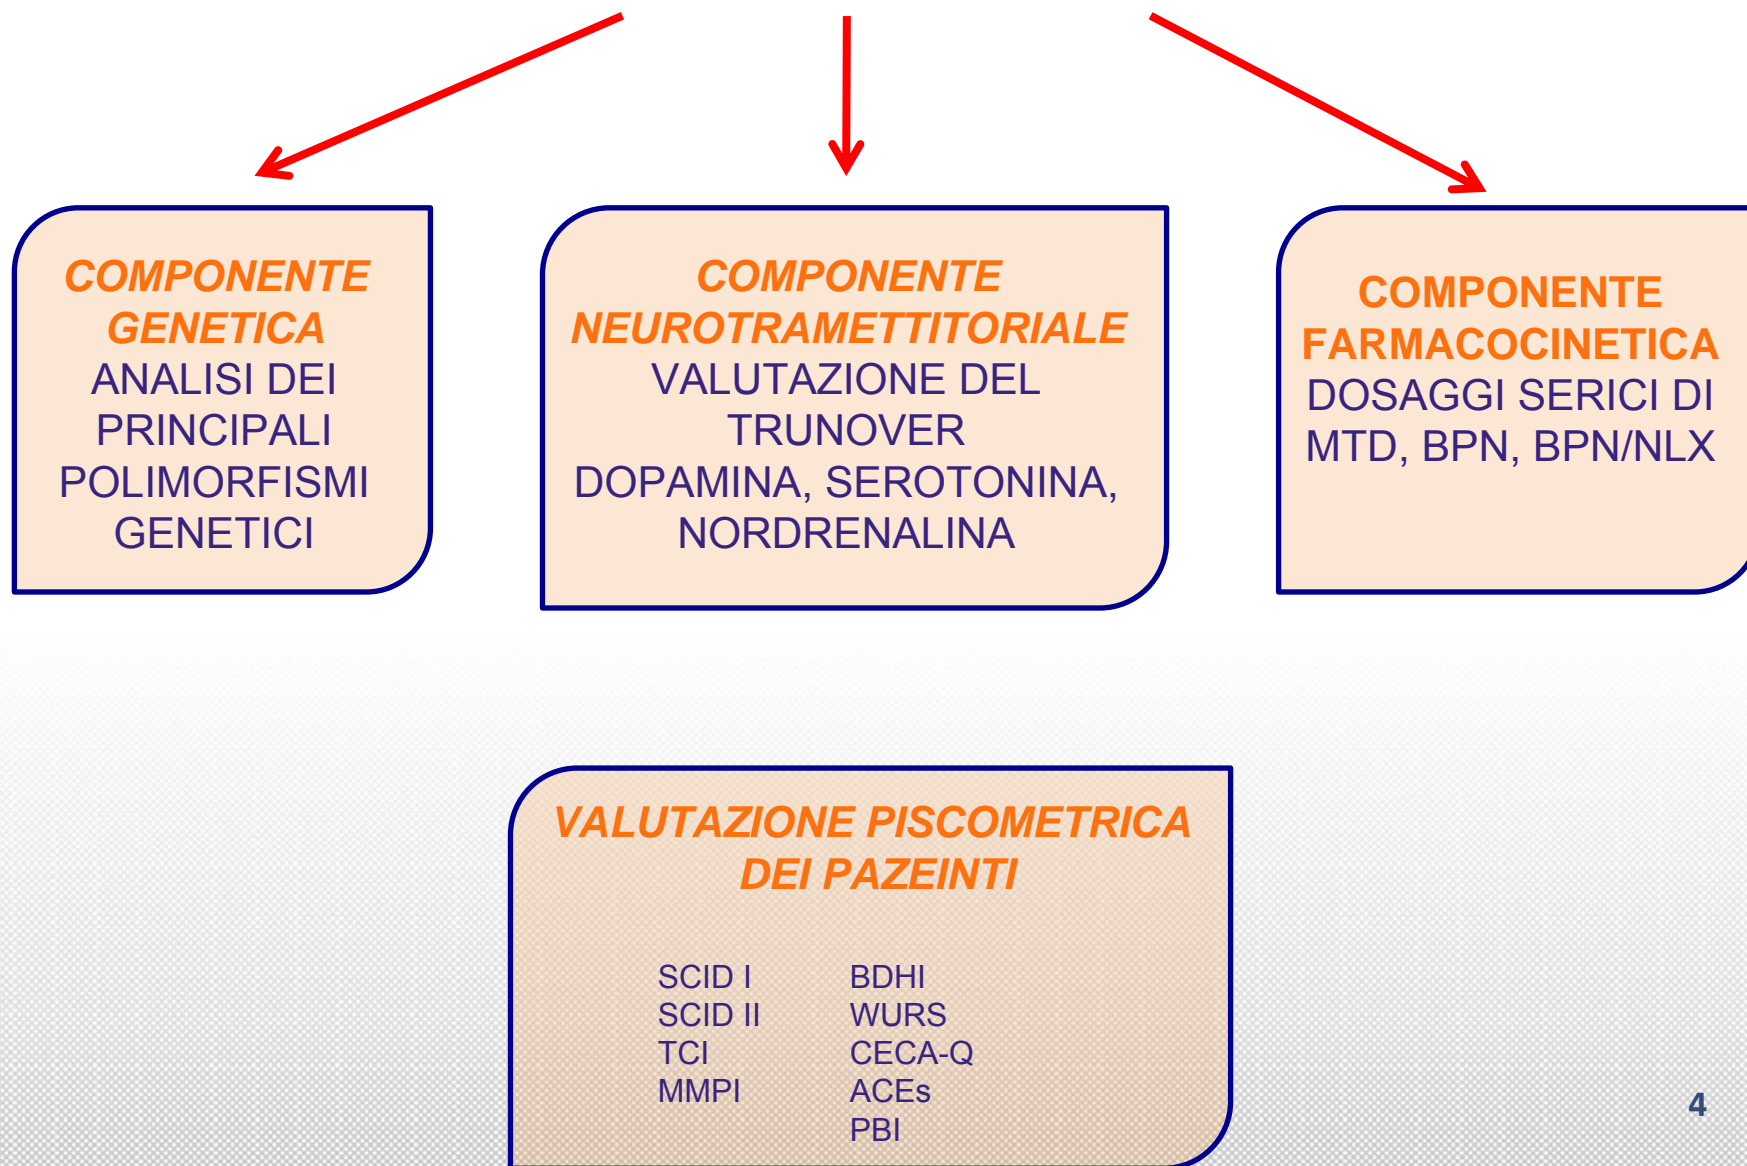 COMPONENTE
GENETICA
ANALISI DEI
PRINCIPALI
POLIMORFISMI
GENETICI
COMPONENTE
NEUROTRAMETTITORIALE
VALUTAZIONE DEL
TRUNOVER
DOPAMINA, SEROTONINA,
NORDRENALINA
COMPONENTE
FARMACOCINETICA
DOSAGGI SERICI DI
MTD, BPN, BPN/NLX
VALUTAZIONE PISCOMETRICA
DEI PAZEINTI
SCID I
SCID II
TCI
MMPI
BDHI
WURS
CECA-Q
ACEs
PBI
4